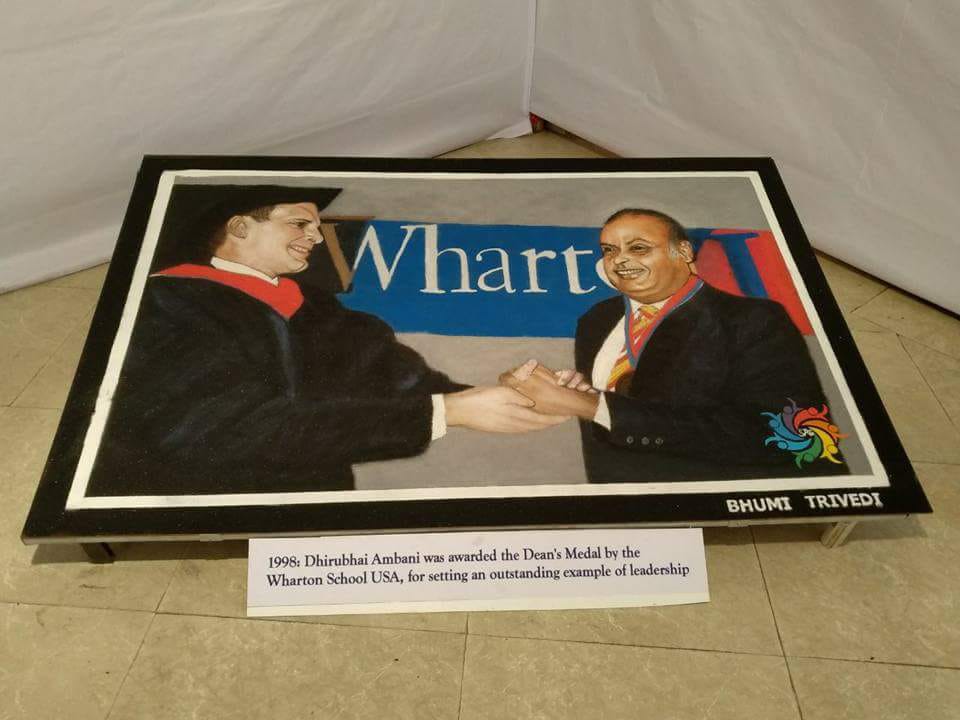 Wharto
BHUMI TRIVEDI
1998: Dhirubhai Ambani was awarded the Dean's Medal by the
Wharton School USA, for setting an outstanding example of leadership